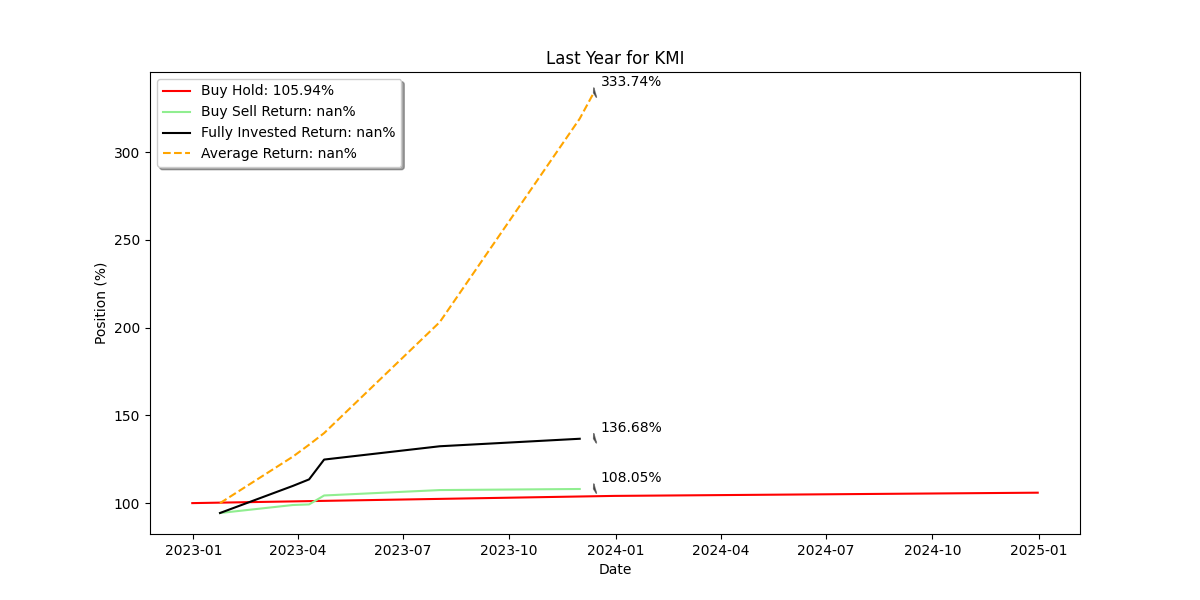 Last Year for KMI
Buy Hold: 105.94%
Buy Sell Return: nan%
Fully Invested Return: nan%
Average Return: nan%
333.74%
136.68%
108.05%
Position (%)
300
250
200
150
100
2023-01 2023-04 2023-07 2023-10 2024-01 2024-04 2024-07 2024-10 2025-01
Date